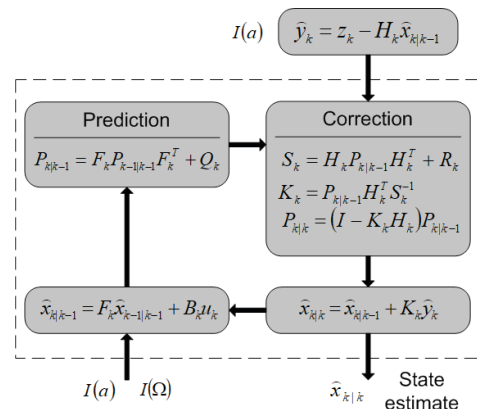 I(a)
ŷ_k = z_k − H_k x̂_{k|k-1}
Prediction
P_{k|k-1} = F_k P_{k-1|k-1} F_k^T + Q_k
Correction
S_k = H_k P_{k|k-1} H_k^T + R_k
K_k = P_{k|k-1} H_k^T S_k^{-1}
P_{k|k} = (I − K_k H_k) P_{k|k-1}
x̂_{k|k-1} = F_k x̂_{k-1|k-1} + B_k u_k
x̂_{k|k} = x̂_{k|k-1} + K_k ŷ_k
I(a) I(Ω)
x̂_{k|k}
State
estimate